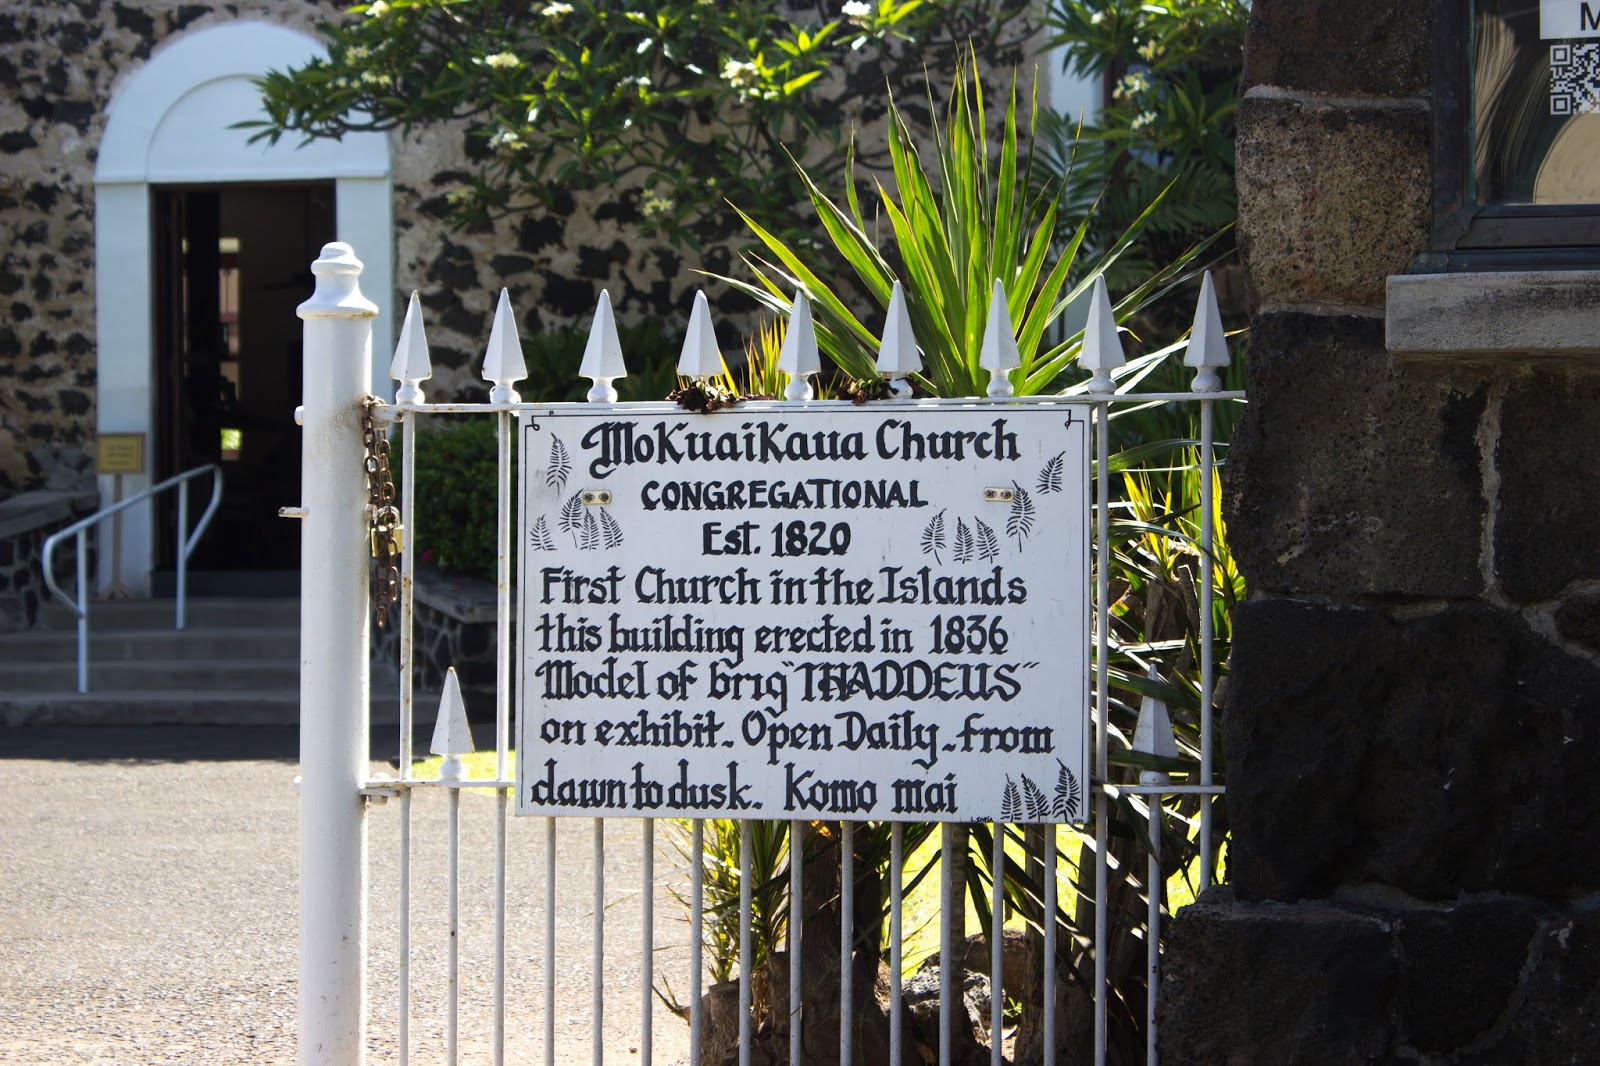 MoKuaiKaua Church
CONGREGATIONAL
Est. 1820
First Church in the Islands
this building erected in 1836
Model of brig "THADDEUS"
on exhibit. Open Daily from
dawn to dusk. Komo mai
M